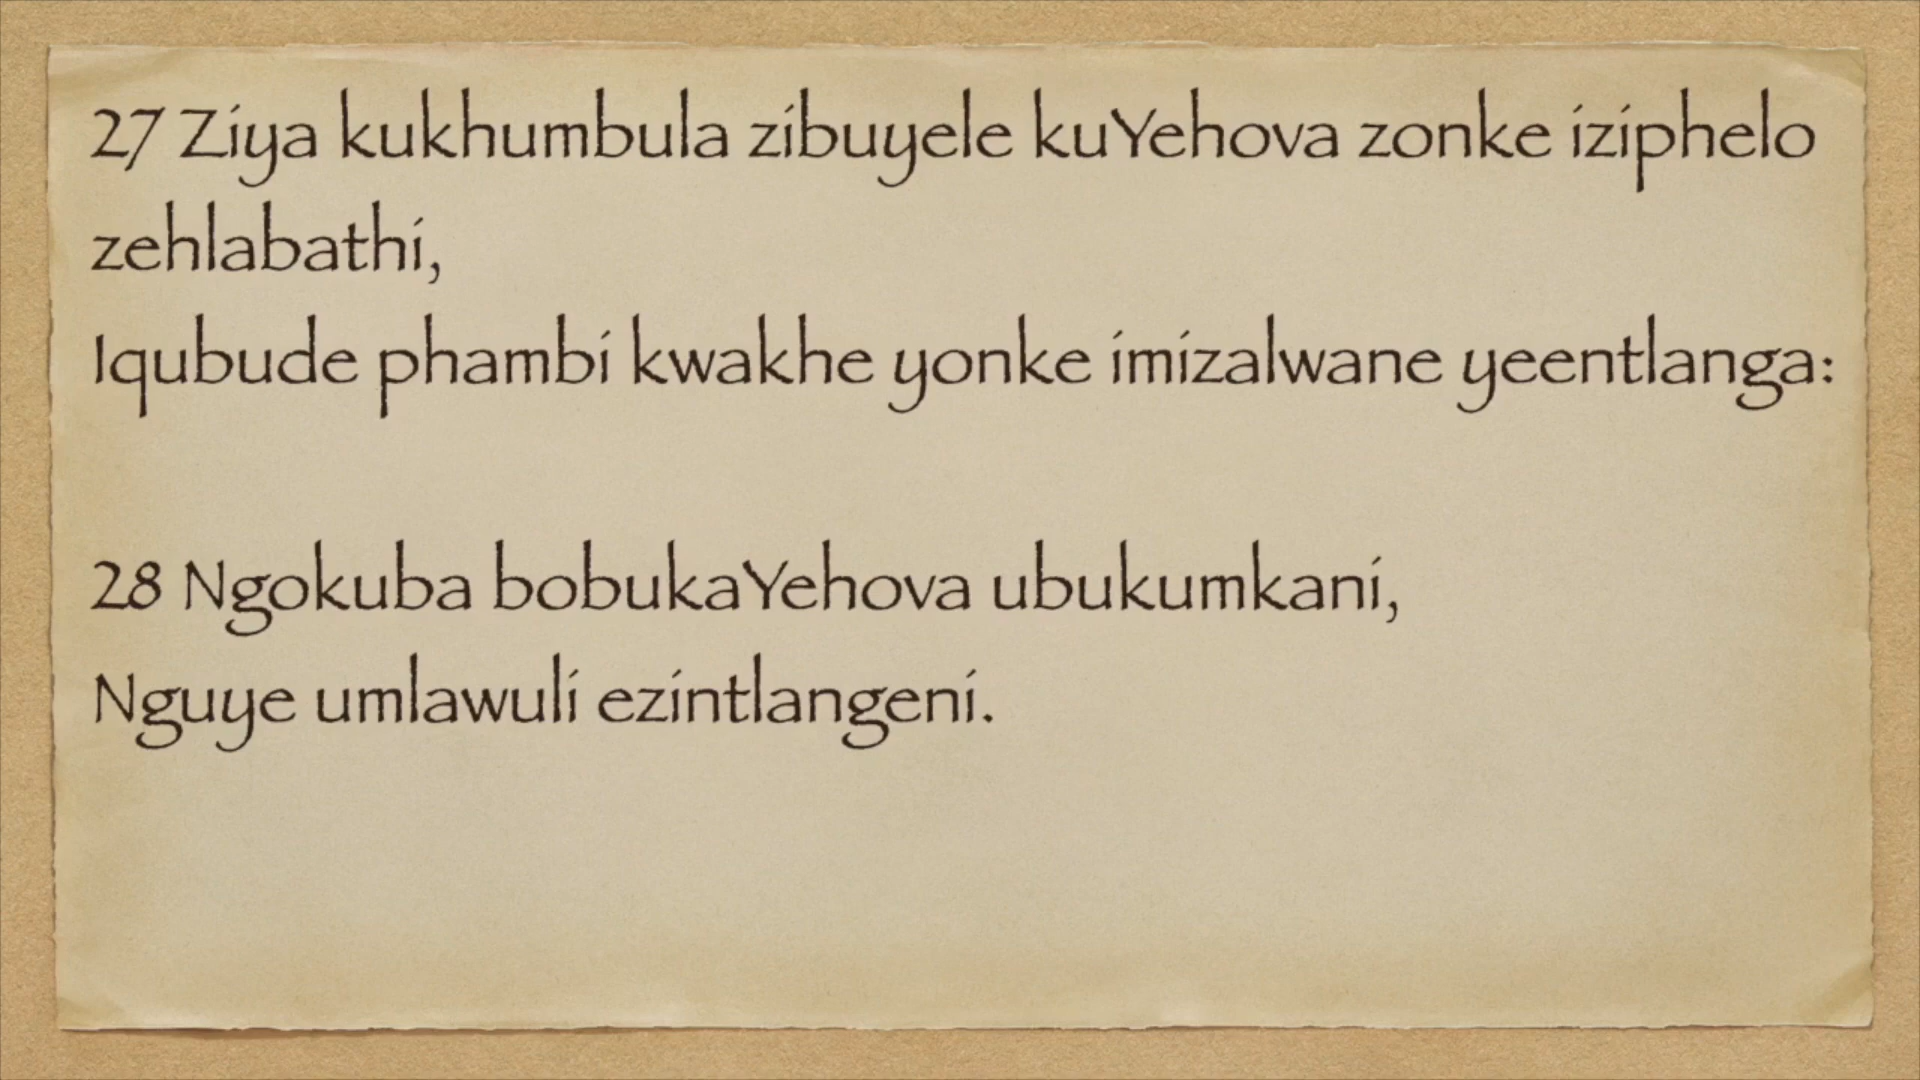 27 Ziya kukhumbula zibuyele kuYehova zonke iziphelo
zehlabathi,
Iqubude phambi kwakhe yonke imizalwane yeentlanga:
28 Ngokuba bobukaYehova ubukumkani,
Nguye umlawuli ezintlangeni.